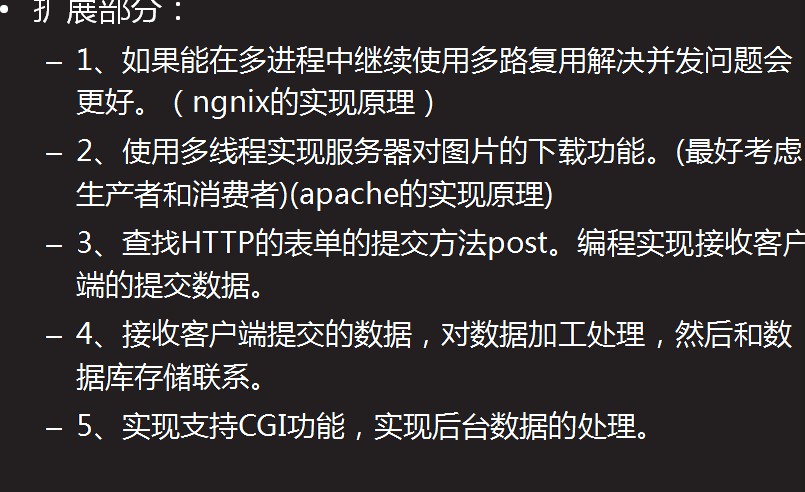 • 扩展部分：
– 1、如果能在多进程中继续使用多路复用解决并发问题会
更好。（ngnix的实现原理）
– 2、使用多线程实现服务器对图片的下载功能。(最好考虑
生产者和消费者)(apache的实现原理)
– 3、查找HTTP的表单的提交方法post。编程实现接收客户
端的提交数据。
– 4、接收客户端提交的数据，对数据加工处理，然后和数
据库存储联系。
– 5、实现支持CGI功能，实现后台数据的处理。